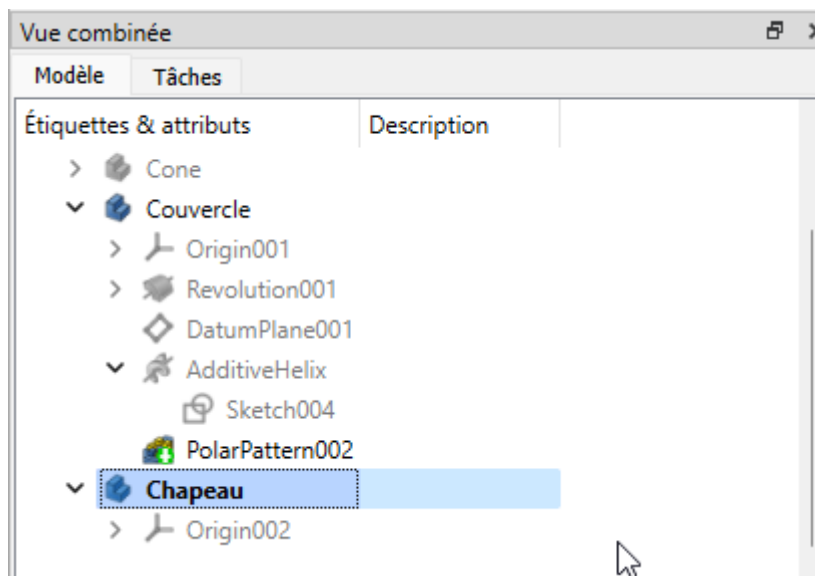 Vue combinée
Modèle Tâches
Étiquettes & attributs Description
Cone
Couvercle
Origin001
Revolution001
DatumPlane001
AdditiveHelix
Sketch004
PolarPattern002
Chapeau
Origin002